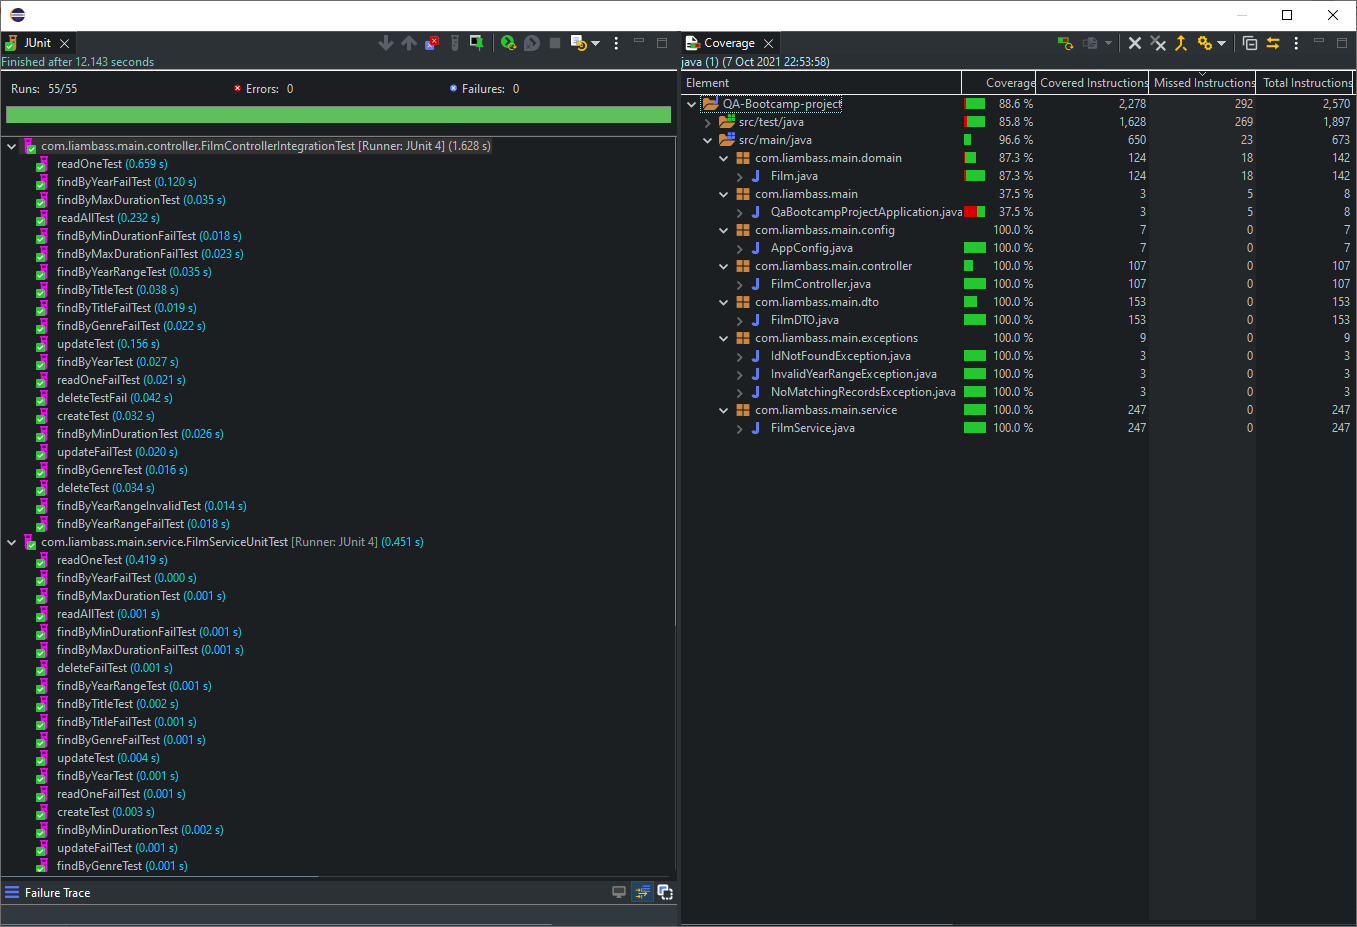 JUnit
Finished after 12.143 seconds
Runs: 55/55 Errors: 0 Failures: 0
com.liambass.main.controller.FilmControllerIntegrationTest [Runner: JUnit 4] (1.628 s)
readOneTest (0.659 s)
findByYearFailTest (0.120 s)
findByMaxDurationTest (0.035 s)
readAllTest (0.232 s)
findByMinDurationFailTest (0.018 s)
findByMaxDurationFailTest (0.023 s)
findByYearRangeTest (0.035 s)
findByTitleTest (0.038 s)
findByTitleFailTest (0.019 s)
findByGenreFailTest (0.022 s)
updateTest (0.156 s)
findByYearTest (0.027 s)
readOneFailTest (0.021 s)
deleteTestFail (0.042 s)
createTest (0.032 s)
findByMinDurationTest (0.026 s)
updateFailTest (0.020 s)
findByGenreTest (0.016 s)
deleteTest (0.034 s)
findByYearRangeInvalidTest (0.014 s)
findByYearRangeFailTest (0.018 s)
com.liambass.main.service.FilmServiceUnitTest [Runner: JUnit 4] (0.451 s)
readOneTest (0.419 s)
findByYearFailTest (0.000 s)
findByMaxDurationTest (0.001 s)
readAllTest (0.001 s)
findByMinDurationFailTest (0.001 s)
findByMaxDurationFailTest (0.001 s)
deleteFailTest (0.001 s)
findByYearRangeTest (0.001 s)
findByTitleTest (0.002 s)
findByTitleFailTest (0.001 s)
findByGenreFailTest (0.001 s)
updateTest (0.004 s)
findByYearTest (0.001 s)
readOneFailTest (0.001 s)
createTest (0.003 s)
findByMinDurationTest (0.002 s)
updateFailTest (0.001 s)
findByGenreTest (0.001 s)
Failure Trace
Coverage
java (1) (7 Oct 2021 22:53:58)
Element Coverage Covered Instructions Missed Instructions Total Instructions
QA-Bootcamp-project 88.6 % 2,278 292 2,570
src/test/java 85.8 % 1,628 269 1,897
src/main/java 96.6 % 650 23 673
com.liambass.main.domain 87.3 % 124 18 142
Film.java 87.3 % 124 18 142
com.liambass.main 37.5 % 3 5 8
QaBootcampProjectApplication.java 37.5 % 3 5 8
com.liambass.main.config 100.0 % 7 0 7
AppConfig.java 100.0 % 7 0 7
com.liambass.main.controller 100.0 % 107 0 107
FilmController.java 100.0 % 107 0 107
com.liambass.main.dto 100.0 % 153 0 153
FilmDTO.java 100.0 % 153 0 153
com.liambass.main.exceptions 100.0 % 9 0 9
IdNotFoundException.java 100.0 % 3 0 3
InvalidYearRangeException.java 100.0 % 3 0 3
NoMatchingRecordsException.java 100.0 % 3 0 3
com.liambass.main.service 100.0 % 247 0 247
FilmService.java 100.0 % 247 0 247